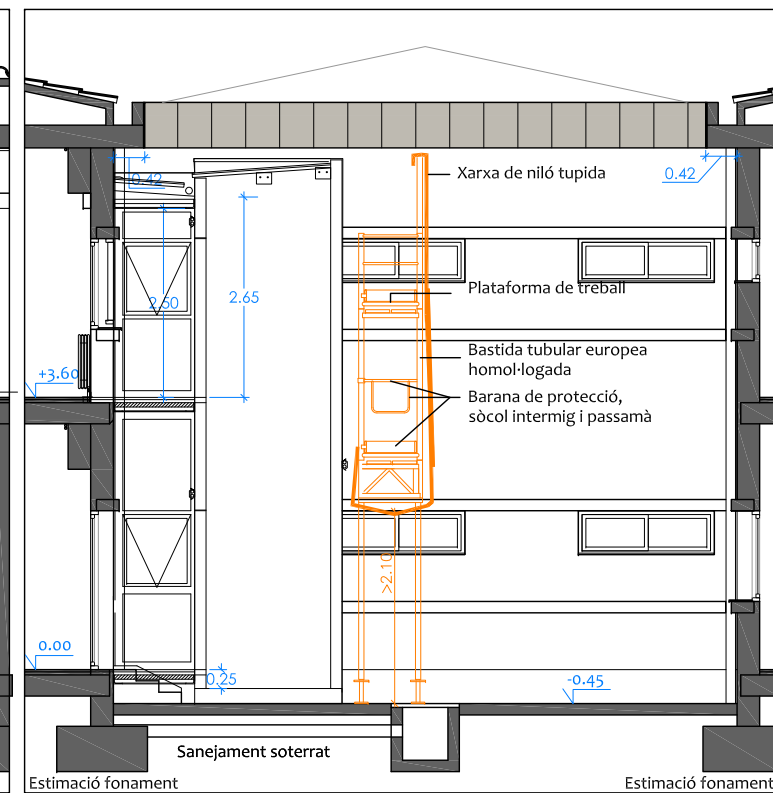 Xarxa de niló tupida
0.42
0.42
2.50
2.65
Plataforma de treball
Bastida tubular europea
homol·logada
Barana de protecció,
sòcol intermig i passamà
+3.60
>2.10
0.00
0.25
-0.45
Sanejament soterrat
Estimació fonament
Estimació fonament